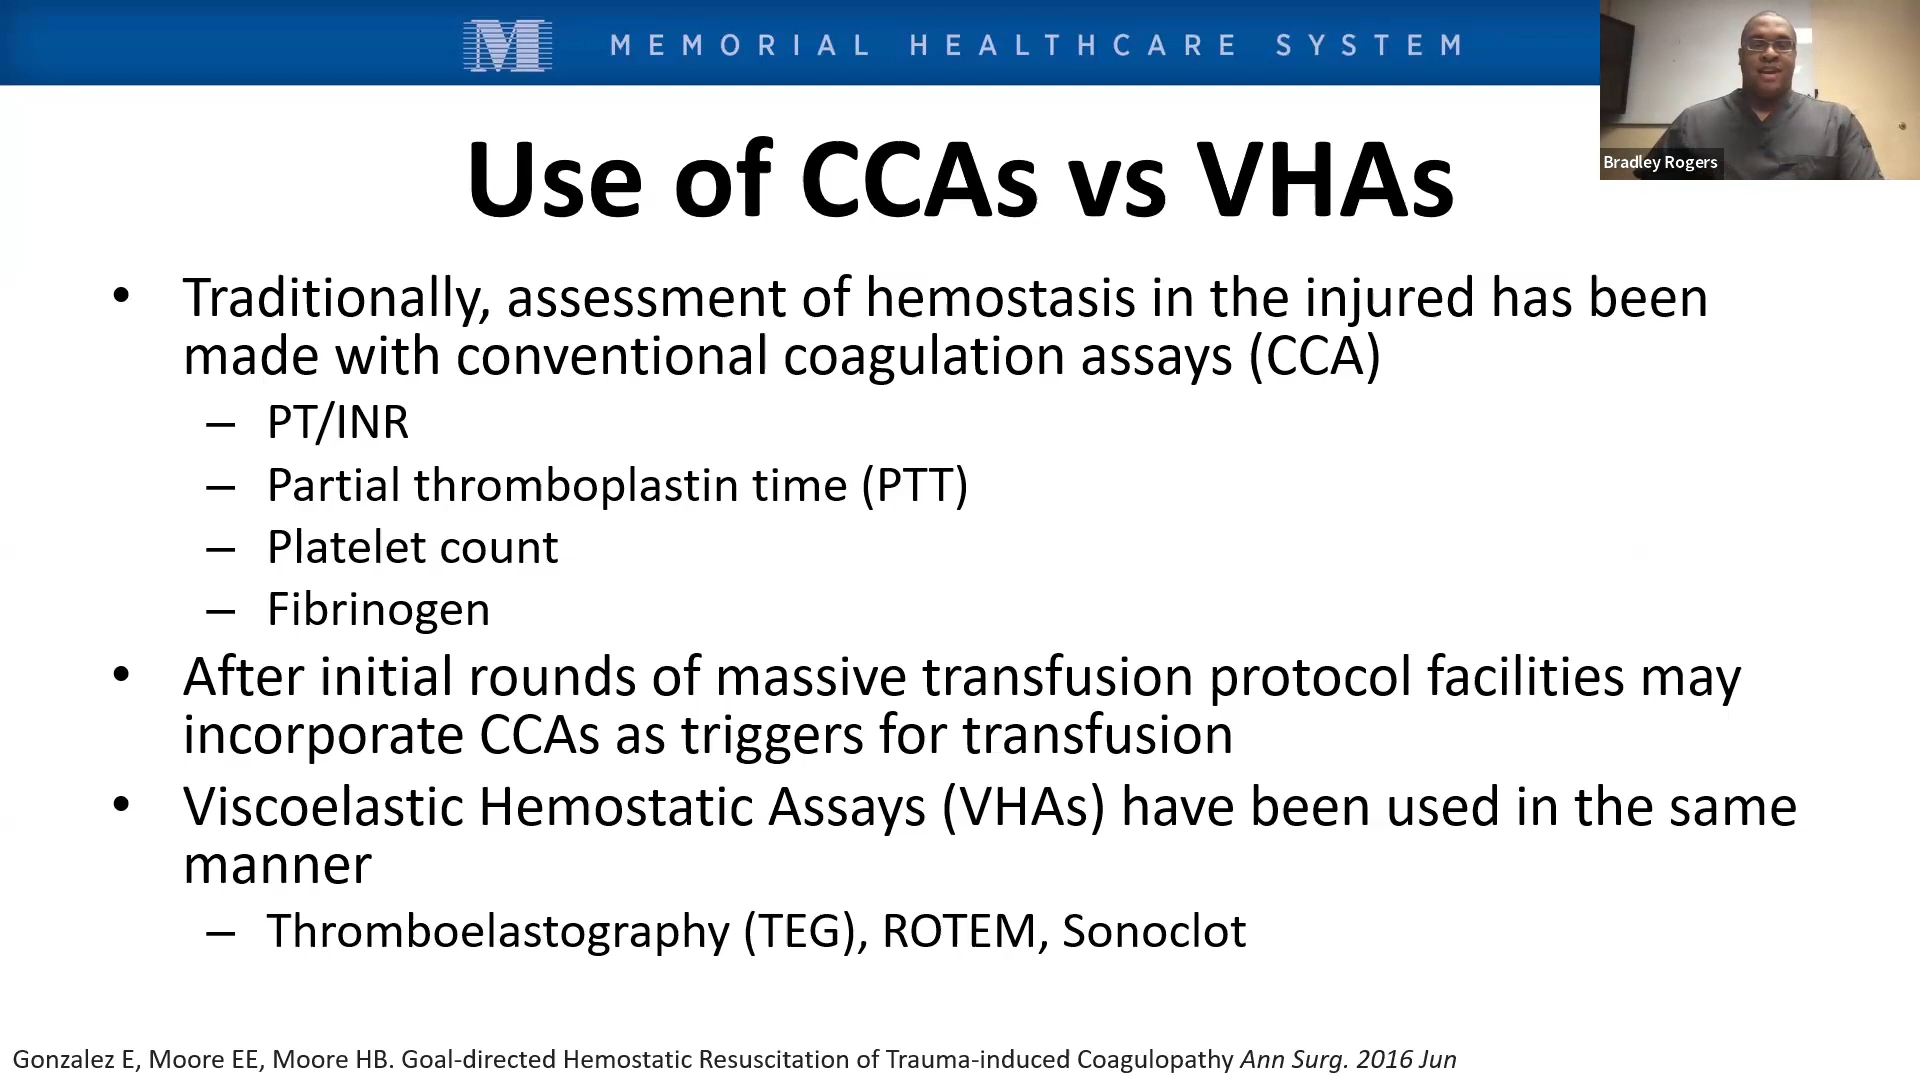 M MEMORIAL HEALTHCARE SYSTEM
Bradley Rogers
Use of CCAs vs VHAs
• Traditionally, assessment of hemostasis in the injured has been
made with conventional coagulation assays (CCA)
– PT/INR
– Partial thromboplastin time (PTT)
– Platelet count
– Fibrinogen
• After initial rounds of massive transfusion protocol facilities may
incorporate CCAs as triggers for transfusion
• Viscoelastic Hemostatic Assays (VHAs) have been used in the same
manner
– Thromboelastography (TEG), ROTEM, Sonoclot
Gonzalez E, Moore EE, Moore HB. Goal-directed Hemostatic Resuscitation of Trauma-induced Coagulopathy Ann Surg. 2016 Jun